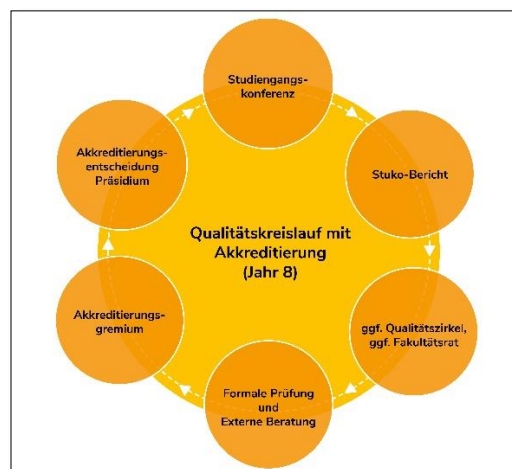 Studiengangs-
konferenz
Stuko-Bericht
ggf. Qualitätszirkel,
ggf. Fakultätsrat
Formale Prüfung
und
Externe Beratung
Akkreditierungs-
gremium
Akkreditierungs-
entscheidung
Präsidium
Qualitätskreislauf mit
Akkreditierung
(Jahr 8)